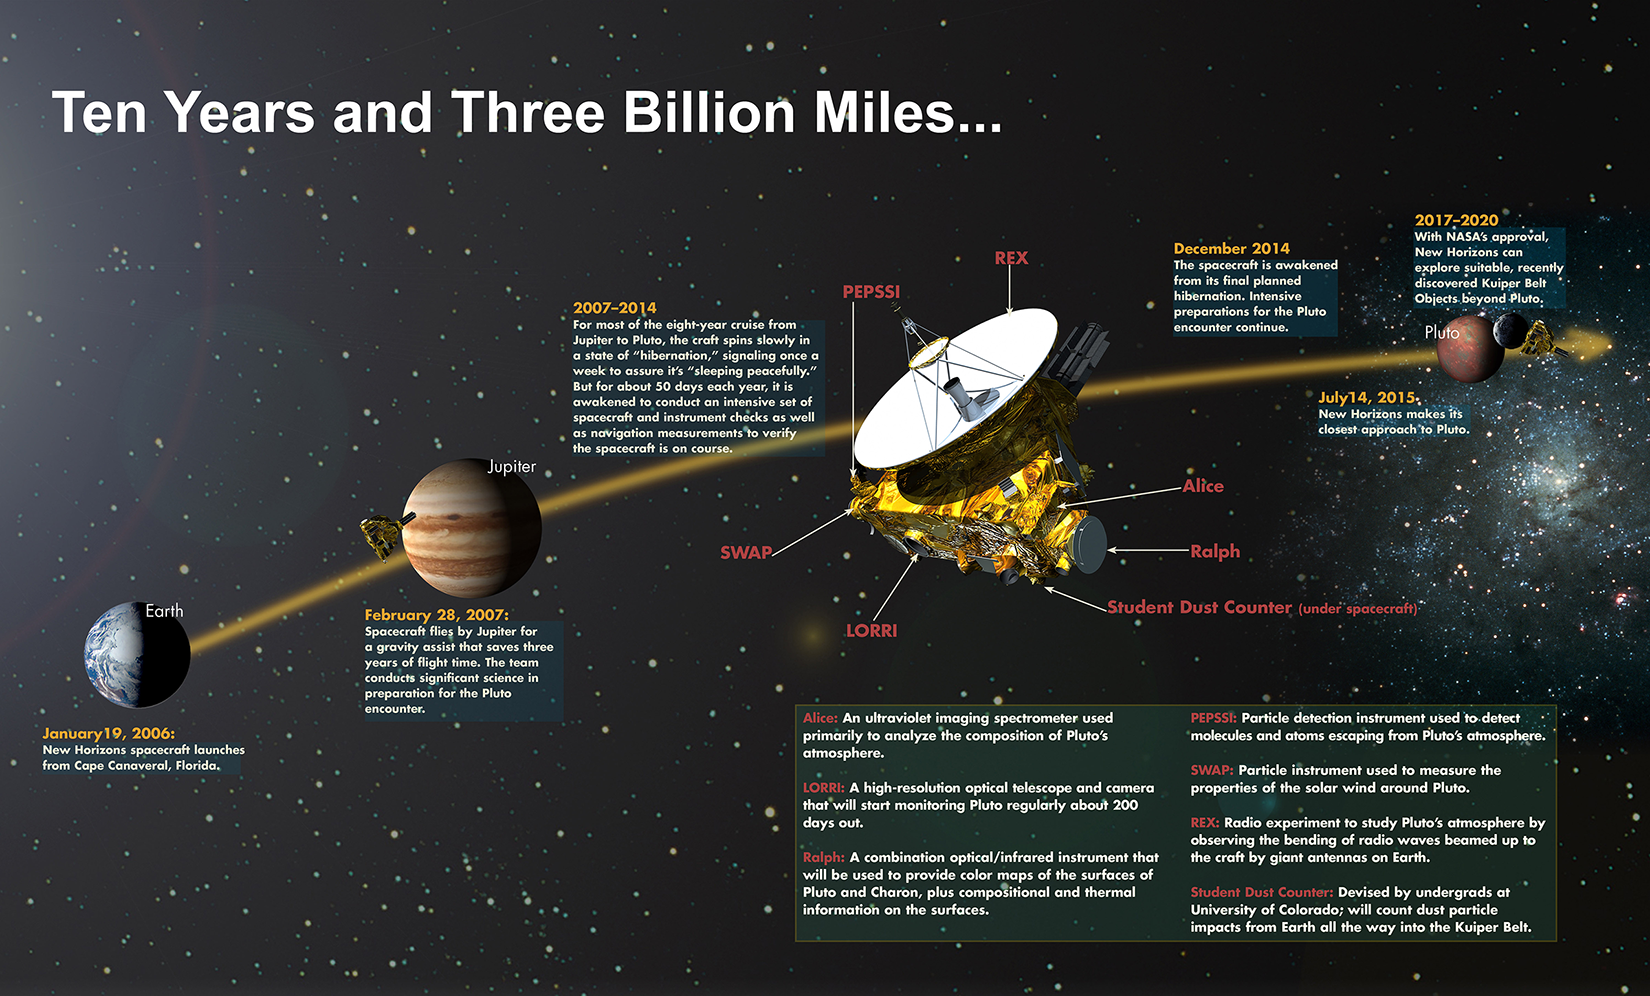 Ten Years and Three Billion Miles...
Earth
January19, 2006:
New Horizons spacecraft launches
from Cape Canaveral, Florida.
Jupiter
February 28, 2007:
Spacecraft flies by Jupiter for
a gravity assist that saves three
years of flight time. The team
conducts significant science in
preparation for the Pluto
encounter.
2007–2014
For most of the eight-year cruise from
Jupiter to Pluto, the craft spins slowly in
a state of “hibernation,” signaling once a
week to assure it’s “sleeping peacefully.”
But for about 50 days each year, it is
awakened to conduct an intensive set of
spacecraft and instrument checks as well
as navigation measurements to verify
the spacecraft is on course.
PEPSSI
REX
SWAP
LORRI
Alice
Ralph
Student Dust Counter (under spacecraft)
December 2014
The spacecraft is awakened
from its final planned
hibernation. Intensive
preparations for the Pluto
encounter continue.
2017–2020
With NASA’s approval,
New Horizons can
explore suitable, recently
discovered Kuiper Belt
Objects beyond Pluto.
Pluto
July14, 2015.
New Horizons makes its
closest approach to Pluto.
Alice: An ultraviolet imaging spectrometer used
primarily to analyze the composition of Pluto’s
atmosphere.
LORRI: A high-resolution optical telescope and camera
that will start monitoring Pluto regularly about 200
days out.
Ralph: A combination optical/infrared instrument that
will be used to provide color maps of the surfaces of
Pluto and Charon, plus compositional and thermal
information on the surfaces.
PEPSSI: Particle detection instrument used to detect
molecules and atoms escaping from Pluto’s atmosphere.
SWAP: Particle instrument used to measure the
properties of the solar wind around Pluto.
REX: Radio experiment to study Pluto’s atmosphere by
observing the bending of radio waves beamed up to
the craft by giant antennas on Earth.
Student Dust Counter: Devised by undergrads at
University of Colorado; will count dust particle
impacts from Earth all the way into the Kuiper Belt.